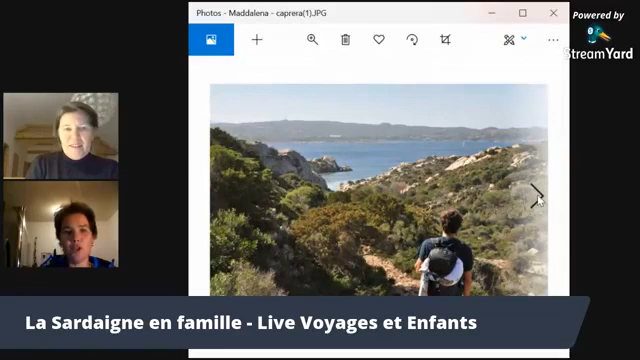 Photos - Maddalena - caprera(1).JPG
Powered by
StreamYard
La Sardaigne en famille - Live Voyages et Enfants